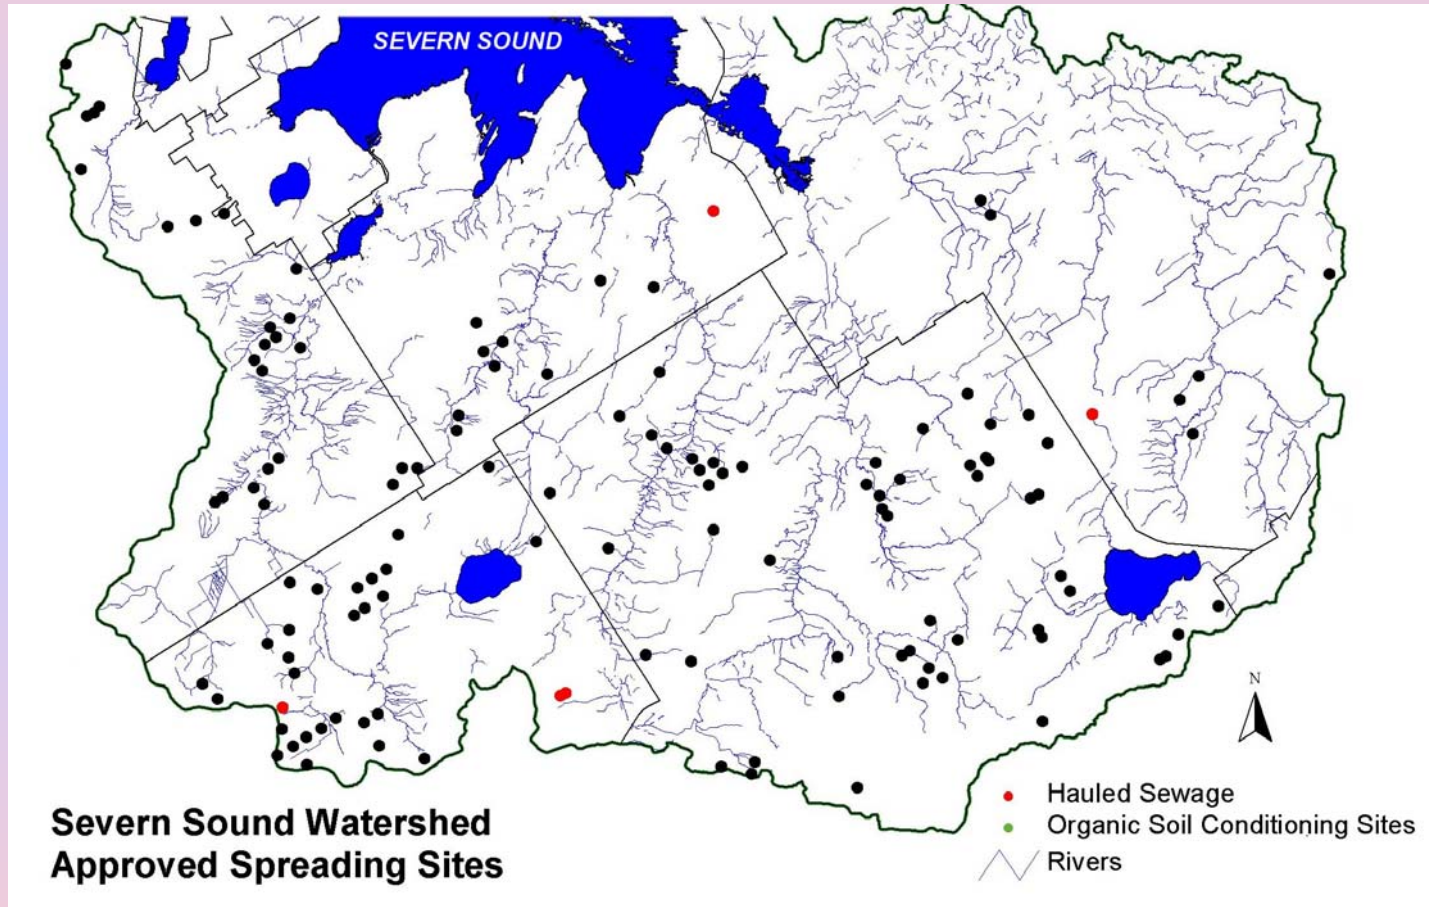 SEVERN SOUND
N
Hauled Sewage
Organic Soil Conditioning Sites
Rivers
Severn Sound Watershed
Approved Spreading Sites